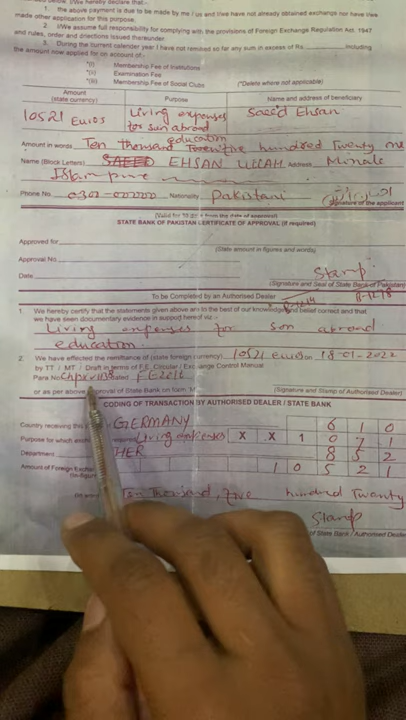 1. the above payment is due to be made by me / us and I/we have not already obtained exchange nor have I/we
made other application for this purpose.
2. I/We assume full responsibility for complying with the provisions of Foreign Exchange Regulation Act, 1947
and rules, order and directions issued thereunder.
3. During the current calender year I have not remitted so far any sum in excess of Rs. including
the amount now applied for on account of:-
*(i) Membership Fee of Institutions
*(ii) Examination Fee
*(iii) Membership Fee of Social Clubs (*Delete where not applicable)
Amount (state currency) Purpose Name and address of beneficiary
10521 Euros Living expenses for son abroad education Saeed Ehsan
Amount in words Ten thousand five hundred Twenty one
Name (Block Letters) SAEED EHSAN Address
Phone No. Nationality Pakistani
Signature of the applicant
STATE BANK OF PAKISTAN CERTIFICATE OF APPROVAL (If required)
Approved for
(State amount in figures and words)
Approval No.
Date Stamp
(Signature and Seal of State Bank of Pakistan)
To be Completed by an Authorised Dealer
1. We hereby certify that the statements given above are to the best of our knowledge and belief correct and that
we have seen documentary evidence in support hereof viz:-
Living expenses for son abroad
education.
2. We have effected the remittance of (state foreign currency) 10521 18-01-2022
by TT / MT / Draft in terms of F.E. Circular / Exchange Control Manual
Para No.
or as per above approval of State Bank on Form (Signature and Stamp of Authorised Dealer)
CODING OF TRANSACTION BY AUTHORISED DEALER / STATE BANK
Country receiving GERMANY 6 1 0
Purpose for which required Living expenses X X 1 0 7 1
Department HER 8 5 2
Amount of Foreign 1 0 5 2 1
Ten Thousand, five hundred Twenty
Stamp
of State Bank / Authorised Dealer